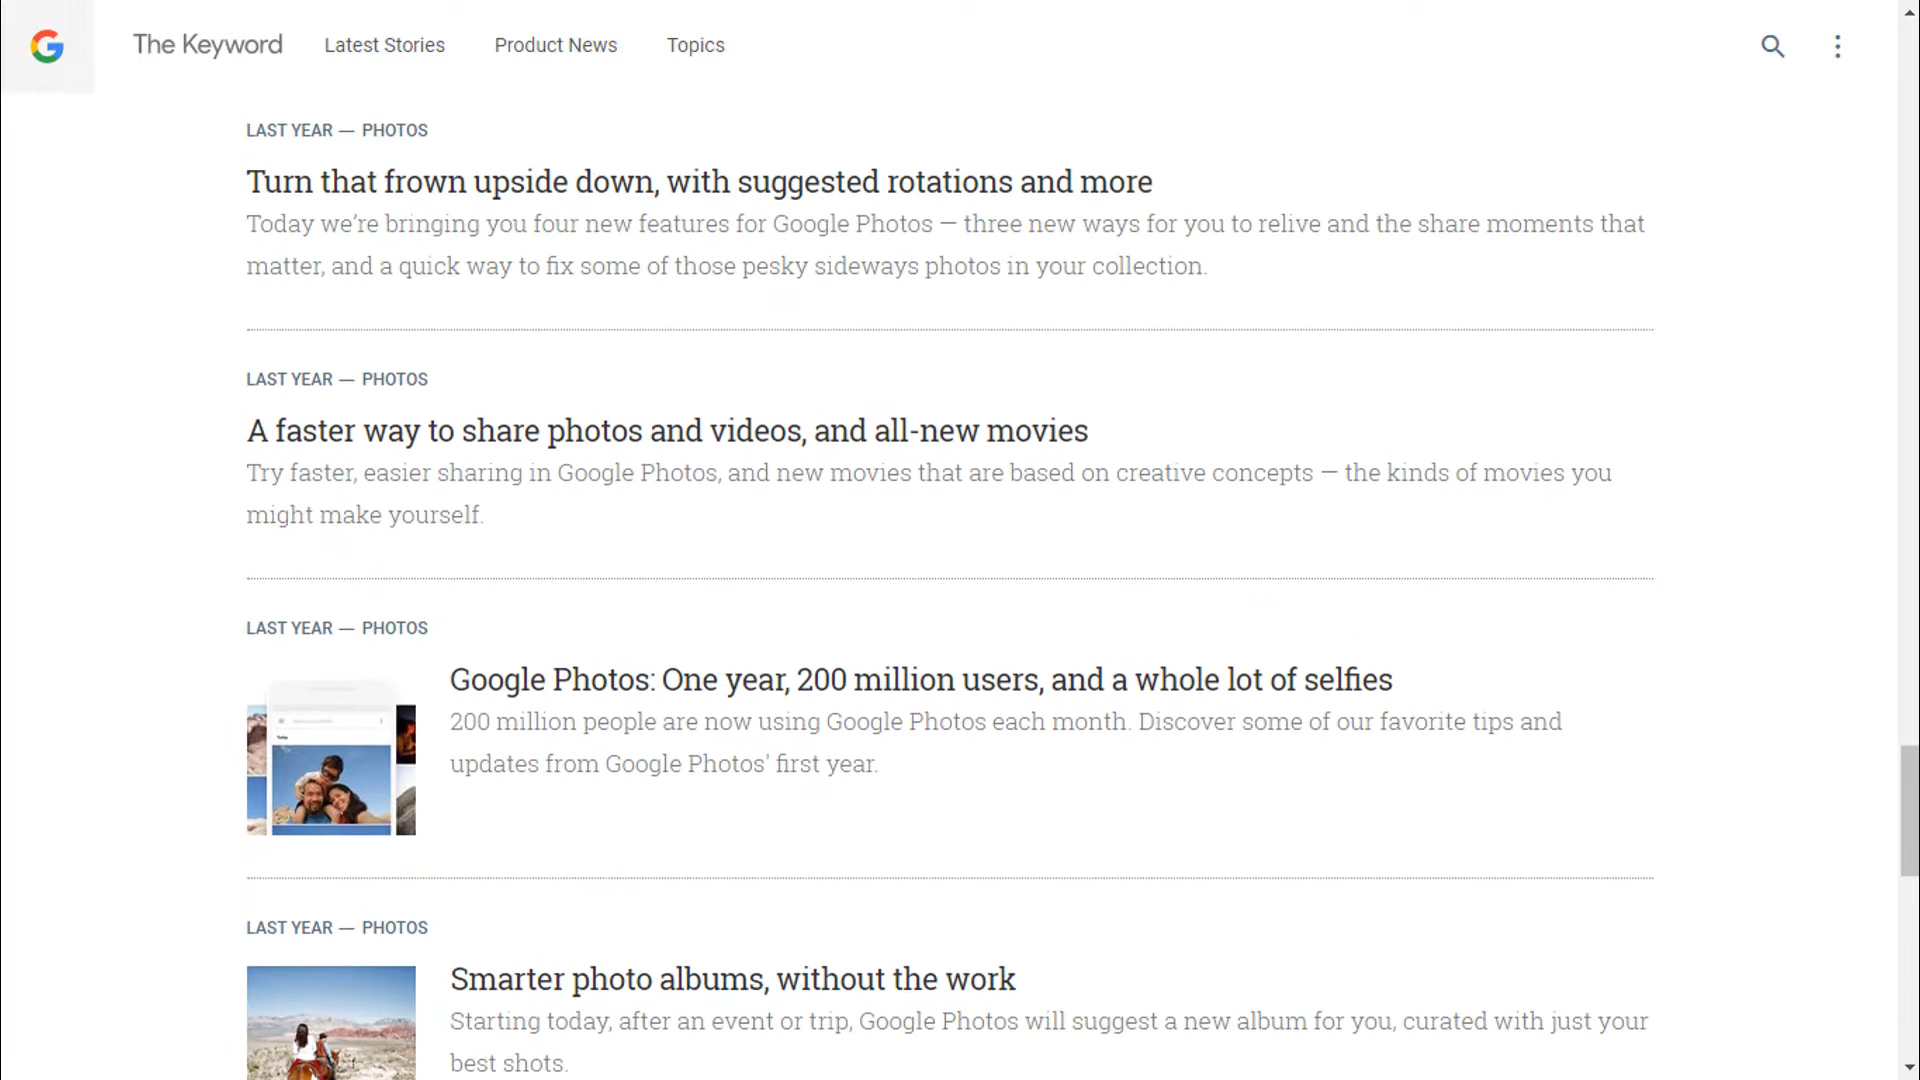 The Keyword Latest Stories Product News Topics
LAST YEAR — PHOTOS
Turn that frown upside down, with suggested rotations and more
Today we’re bringing you four new features for Google Photos — three new ways for you to relive and the share moments that
matter, and a quick way to fix some of those pesky sideways photos in your collection.
LAST YEAR — PHOTOS
A faster way to share photos and videos, and all-new movies
Try faster, easier sharing in Google Photos, and new movies that are based on creative concepts — the kinds of movies you
might make yourself.
LAST YEAR — PHOTOS
Google Photos: One year, 200 million users, and a whole lot of selfies
200 million people are now using Google Photos each month. Discover some of our favorite tips and
updates from Google Photos' first year.
Today
LAST YEAR — PHOTOS
Smarter photo albums, without the work
Starting today, after an event or trip, Google Photos will suggest a new album for you, curated with just your
best shots.